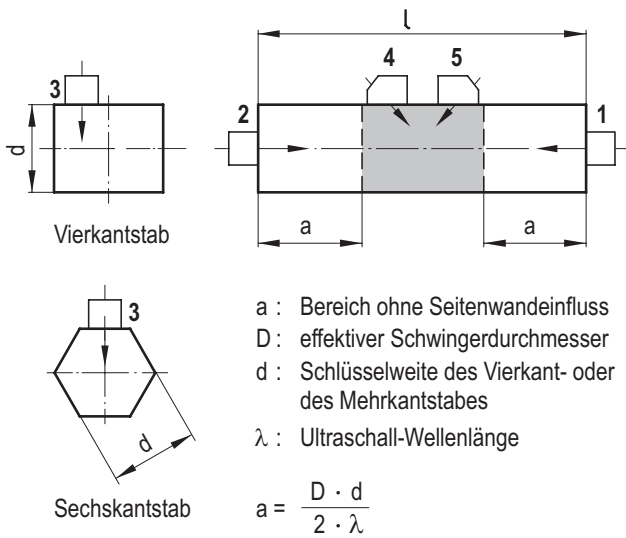 l
3
4
5
2
1
d
a
a
Vierkantstab
3
d
Sechskantstab
a : Bereich ohne Seitenwandeinfluss
D : effektiver Schwingerdurchmesser
d : Schlüsselweite des Vierkant- oder
des Mehrkantstabes
λ : Ultraschall-Wellenlänge
a = D · d
2 · λ